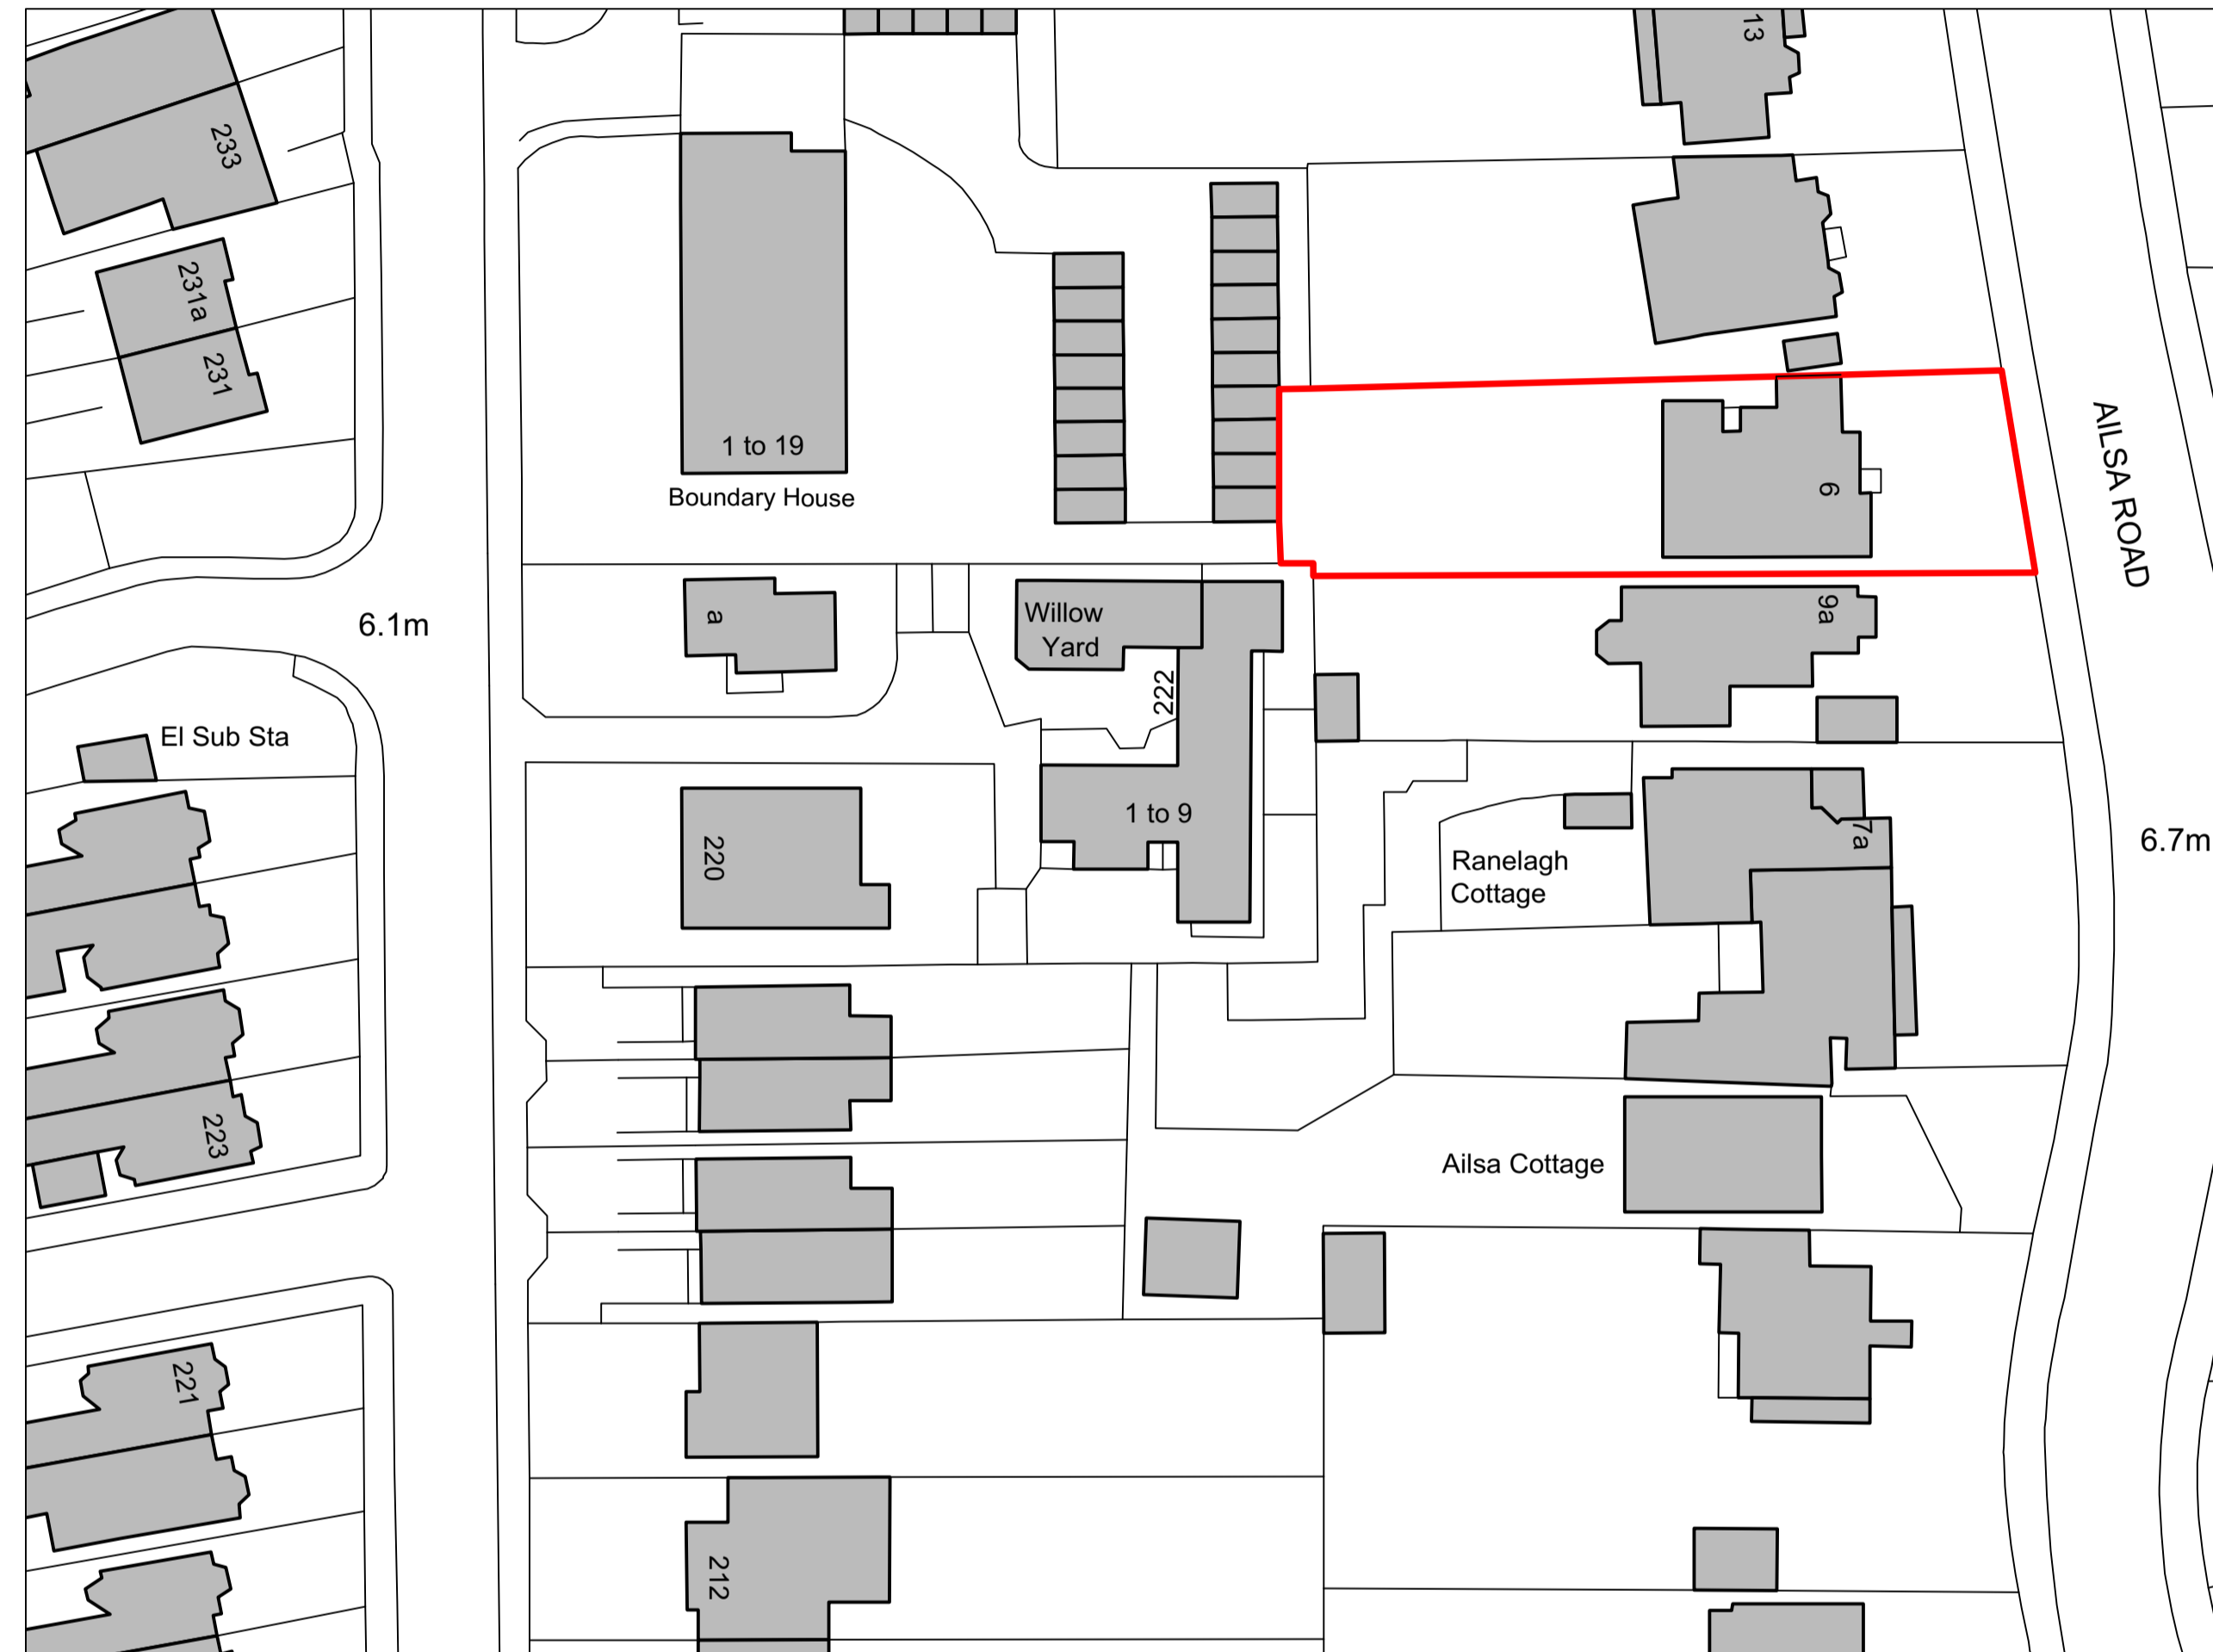 13
233
231a
231
1 to 19
Boundary House
AILSA ROAD
9
9a
a
Willow
Yard
6.1m
222
El Sub Sta
1 to 9
220
7a
6.7m
Ranelagh
Cottage
223
Ailsa Cottage
221
212